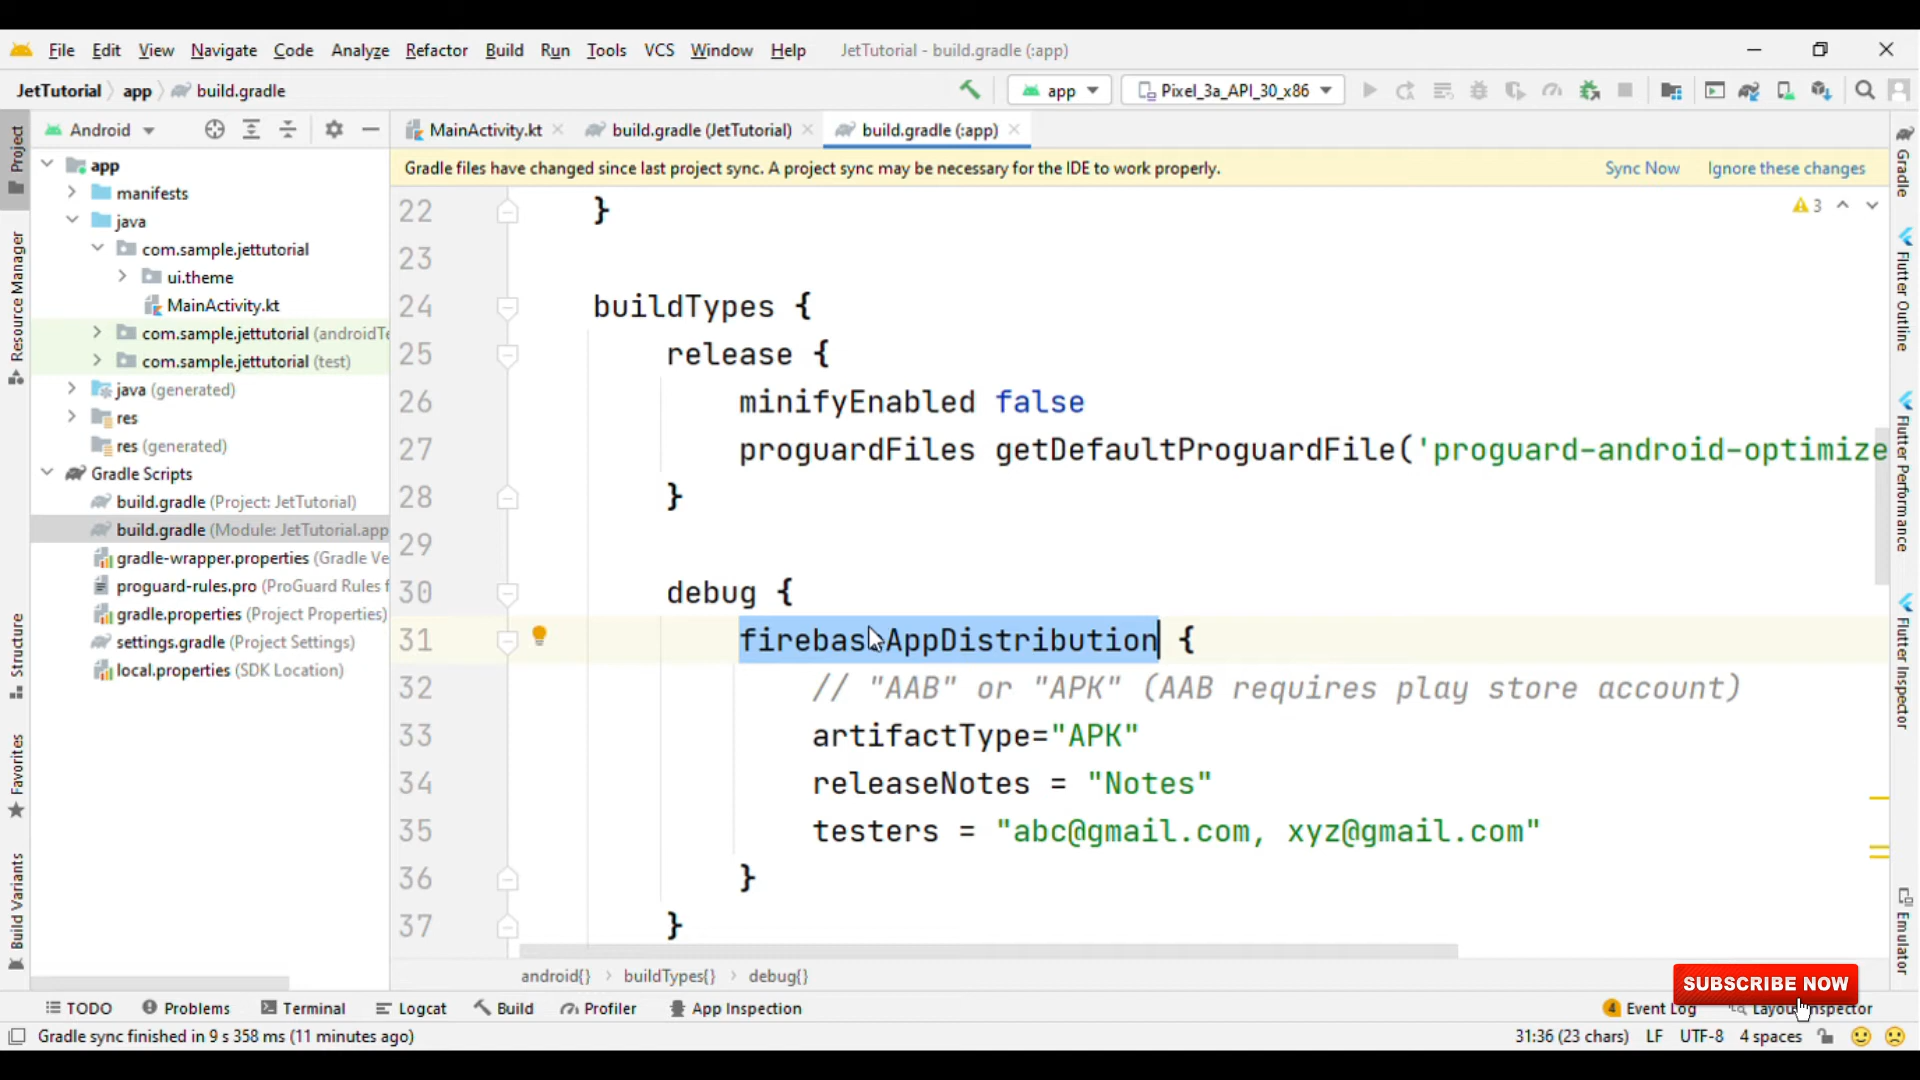 File Edit View Navigate Code Analyze Refactor Build Run Tools VCS Window Help JetTutorial - build.gradle (:app)
JetTutorial app build.gradle app Pixel_3a_API_30_x86
Android MainActivity.kt build.gradle (JetTutorial) build.gradle (:app)
Gradle files have changed since last project sync. A project sync may be necessary for the IDE to work properly. Sync Now Ignore these changes
3
Project
Resource Manager
Structure
Favorites
Build Variants
app
manifests
java
com.sample.jettutorial
ui.theme
MainActivity.kt
com.sample.jettutorial (androidTe
com.sample.jettutorial (test)
java (generated)
res
res (generated)
Gradle Scripts
build.gradle (Project: JetTutorial)
build.gradle (Module: JetTutorial.app
gradle-wrapper.properties (Gradle Ve
proguard-rules.pro (ProGuard Rules f
gradle.properties (Project Properties)
settings.gradle (Project Settings)
local.properties (SDK Location)
22 }
23
24 buildTypes {
25 release {
26 minifyEnabled false
27 proguardFiles getDefaultProguardFile('proguard-android-optimize
28 }
29
30 debug {
31 firebaseAppDistribution {
32 // "AAB" or "APK" (AAB requires play store account)
33 artifactType="APK"
34 releaseNotes = "Notes"
35 testers = "abc@gmail.com, xyz@gmail.com"
36 }
37 }
android{} buildTypes{} debug{}
Gradle
Flutter Outline
Flutter Performance
Flutter Inspector
Emulator
SUBSCRIBE NOW
TODO Problems Terminal Logcat Build Profiler App Inspection 4 Event Log Layout Inspector
Gradle sync finished in 9 s 358 ms (11 minutes ago) 31:36 (23 chars) LF UTF-8 4 spaces